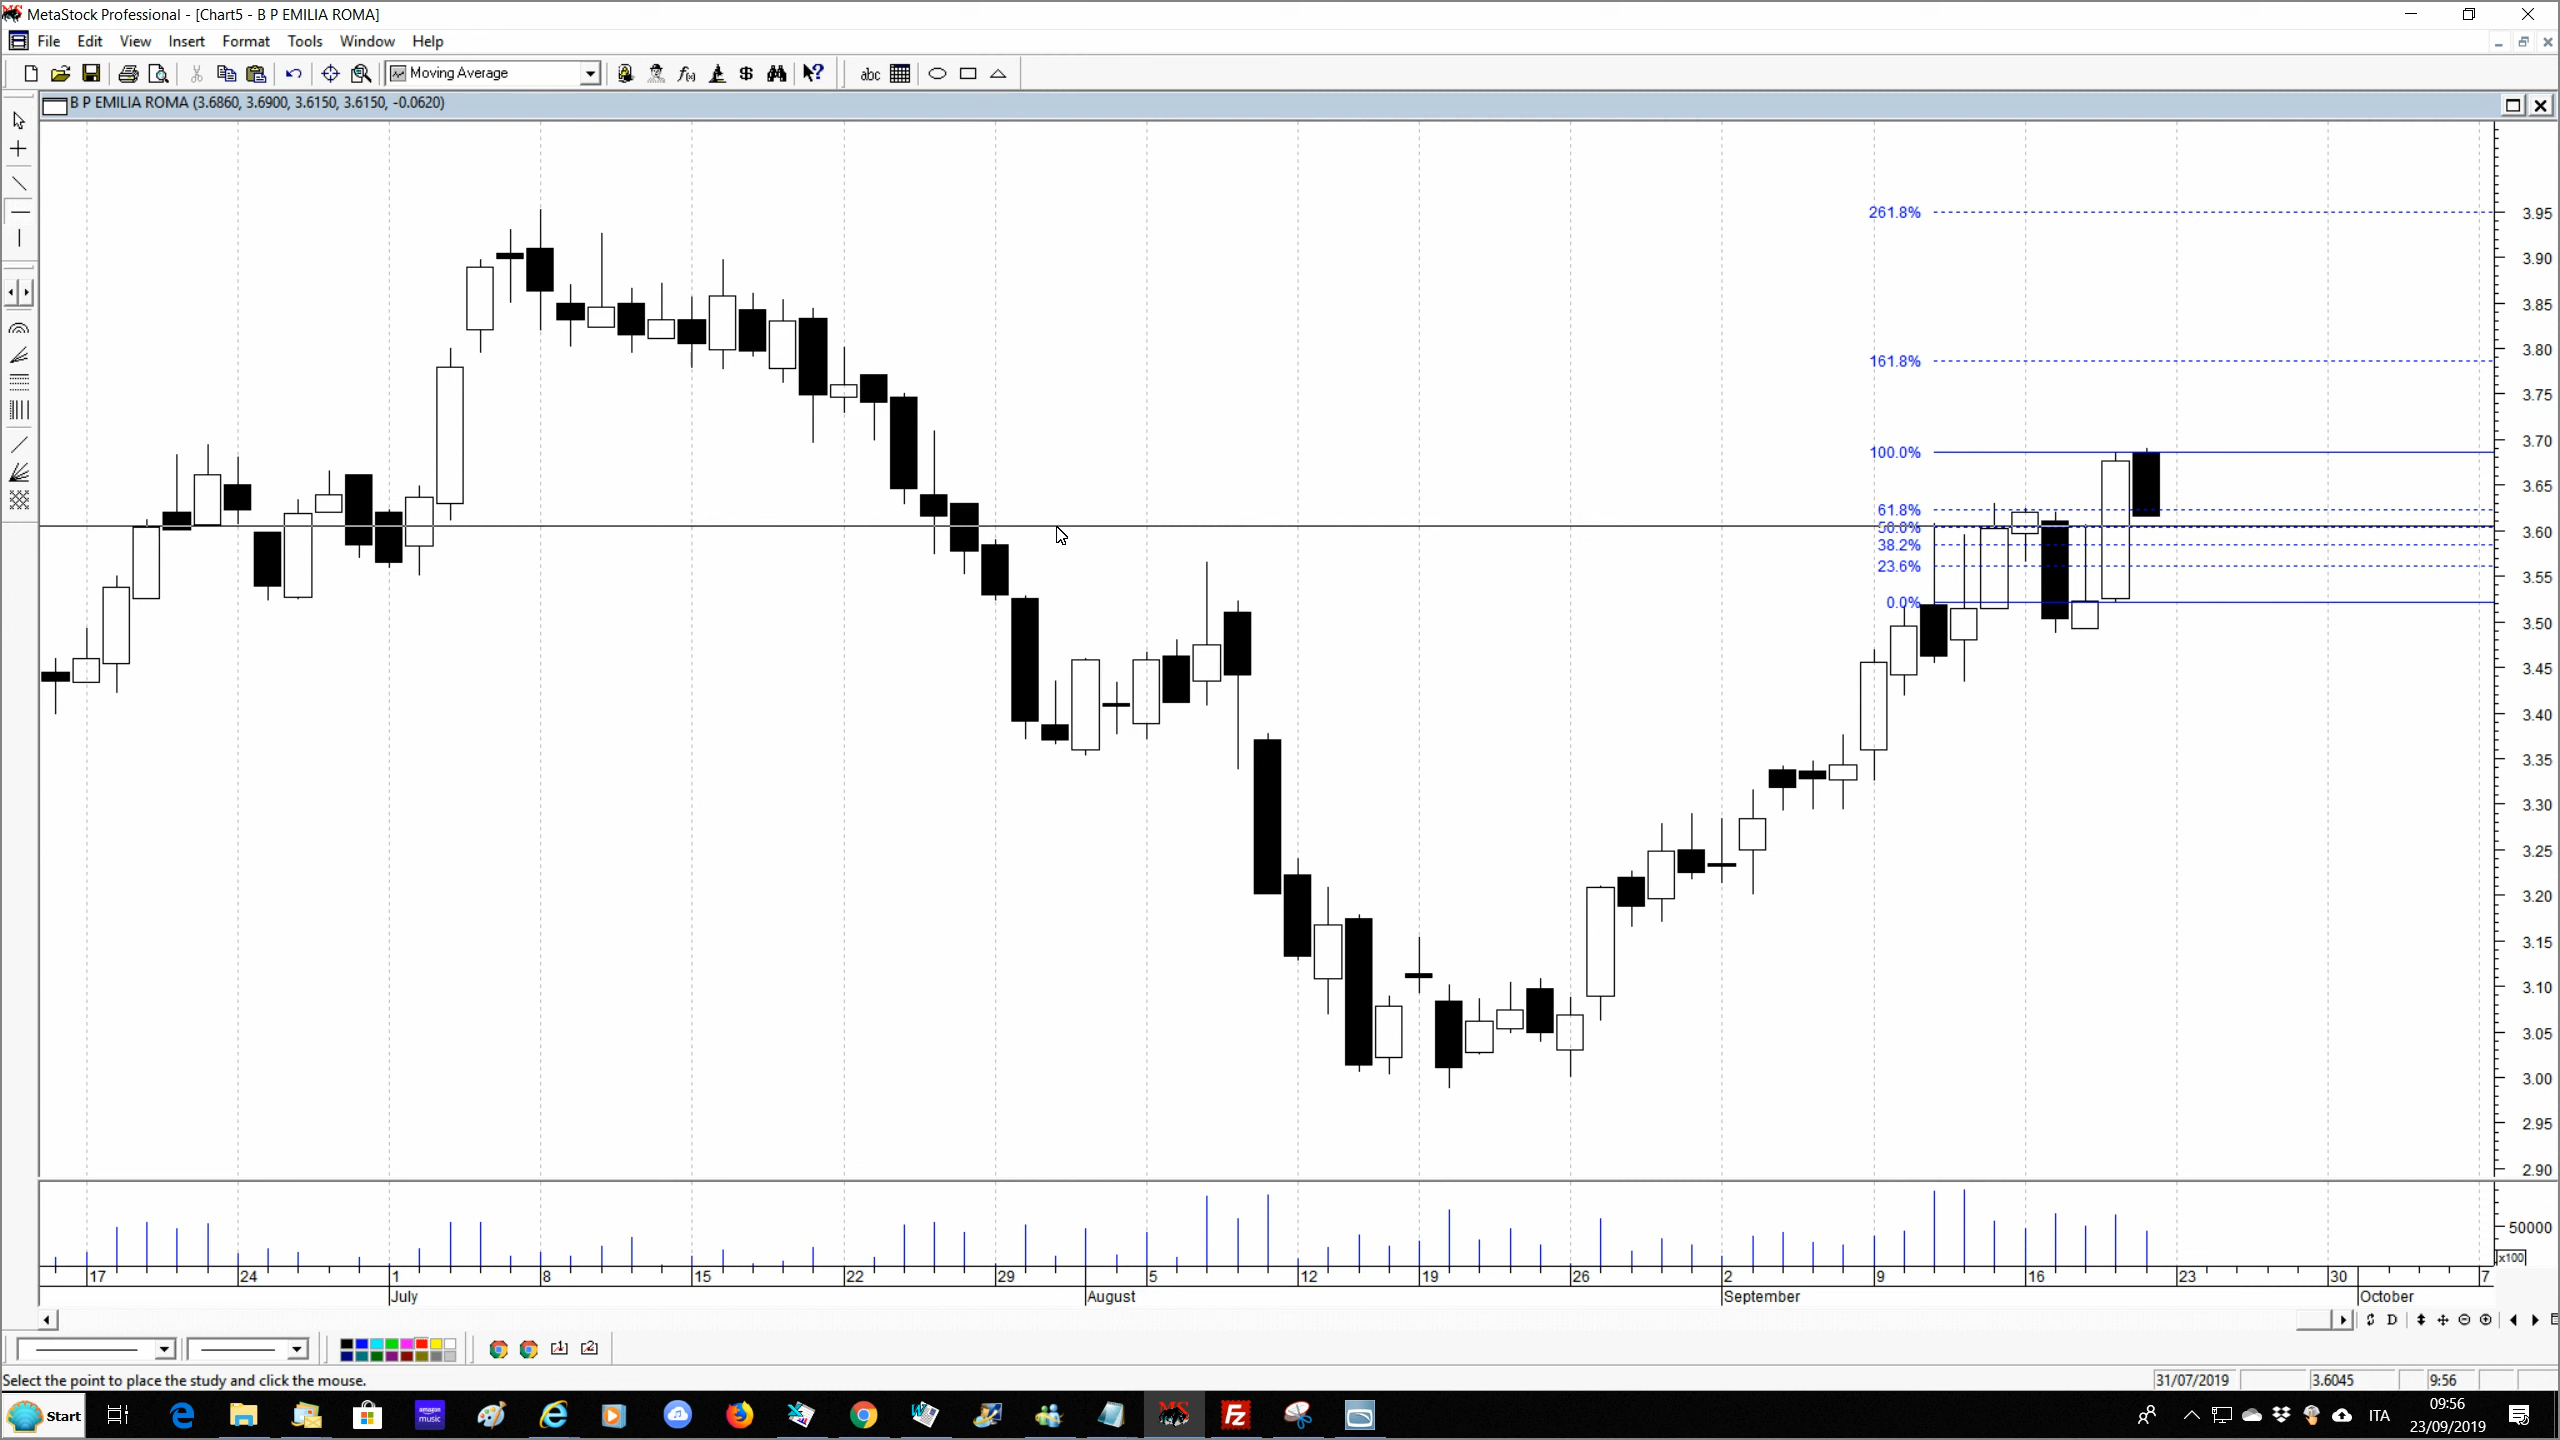 MetaStock Professional - [Chart5 - B P EMILIA ROMA]
File Edit View Insert Format Tools Window Help
Moving Average
abc
B P EMILIA ROMA (3.6860, 3.6900, 3.6150, 3.6150, -0.0620)
261.8%
161.8%
100.0%
61.8%
50.0%
38.2%
23.6%
0.0%
3.95
3.90
3.85
3.80
3.75
3.70
3.65
3.60
3.55
3.50
3.45
3.40
3.35
3.30
3.25
3.20
3.15
3.10
3.05
3.00
2.95
2.90
50000
x100
17 24 1 8 15 22 29 5 12 19 26 2 9 16 23 30 7
July August September October
D
Select the point to place the study and click the mouse.
31/07/2019 3.6045 9:56
Start
amazon music
MS
FZ
ITA
09:56
23/09/2019